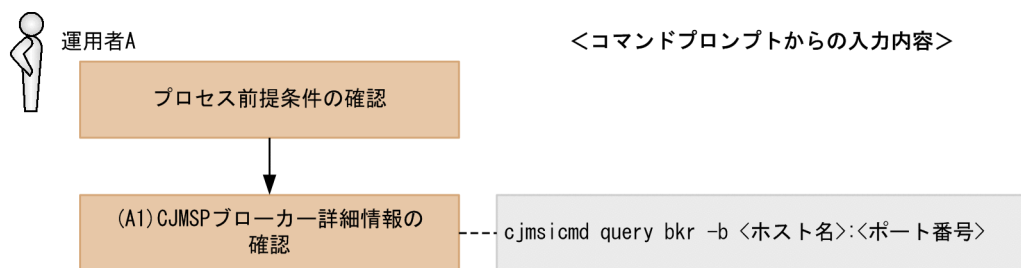 運用者A
＜コマンドプロンプトからの入力内容＞
プロセス前提条件の確認
(A1)CJMSPブローカー詳細情報の
確認
cjmsicmd query bkr -b <ホスト名>:<ポート番号>